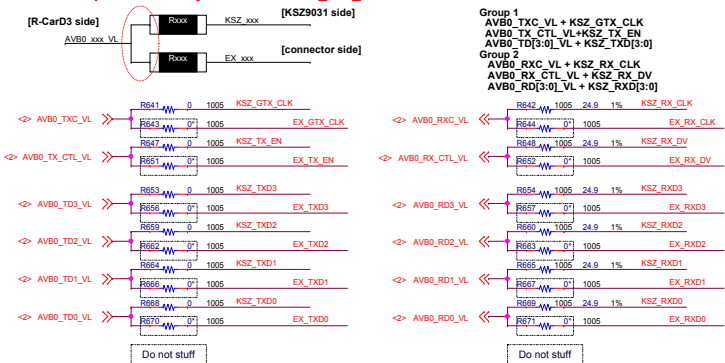 [R-CarD3 side]
Rxxx
KSZ_xxx
[KSZ9031 side]
AVB0_xxx_VL
Rxxx
EX_xxx
[connector side]
Group 1
AVB0_TXC_VL + KSZ_GTX_CLK
AVB0_TX_CTL_VL+KSZ_TX_EN
AVB0_TD[3:0]_VL + KSZ_TXD[3:0]
Group 2
AVB0_RXC_VL + KSZ_RX_CLK
AVB0_RX_CTL_VL + KSZ_RX_DV
AVB0_RD[3:0]_VL + KSZ_RXD[3:0]
R641 0 1005 KSZ_GTX_CLK
<2> AVB0_TXC_VL
R643 0* 1005 EX_GTX_CLK
R647 0 1005 KSZ_TX_EN
<2> AVB0_TX_CTL_VL
R651 0* 1005 EX_TX_EN
R653 0 1005 KSZ_TXD3
<2> AVB0_TD3_VL
R656 0* 1005 EX_TXD3
R659 0 1005 KSZ_TXD2
<2> AVB0_TD2_VL
R662 0* 1005 EX_TXD2
R664 0 1005 KSZ_TXD1
<2> AVB0_TD1_VL
R666 0* 1005 EX_TXD1
R668 0 1005 KSZ_TXD0
<2> AVB0_TD0_VL
R670 0* 1005 EX_TXD0
Do not stuff
R642 1005 24.9 1% KSZ_RX_CLK
<2> AVB0_RXC_VL
R644 0* 1005 EX_RX_CLK
R648 1005 24.9 1% KSZ_RX_DV
<2> AVB0_RX_CTL_VL
R652 0* 1005 EX_RX_DV
R654 1005 24.9 1% KSZ_RXD3
<2> AVB0_RD3_VL
R657 0* 1005 EX_RXD3
R660 1005 24.9 1% KSZ_RXD2
<2> AVB0_RD2_VL
R663 0* 1005 EX_RXD2
R665 1005 24.9 1% KSZ_RXD1
<2> AVB0_RD1_VL
R667 0* 1005 EX_RXD1
R669 1005 24.9 1% KSZ_RXD0
<2> AVB0_RD0_VL
R671 0* 1005 EX_RXD0
Do not stuff